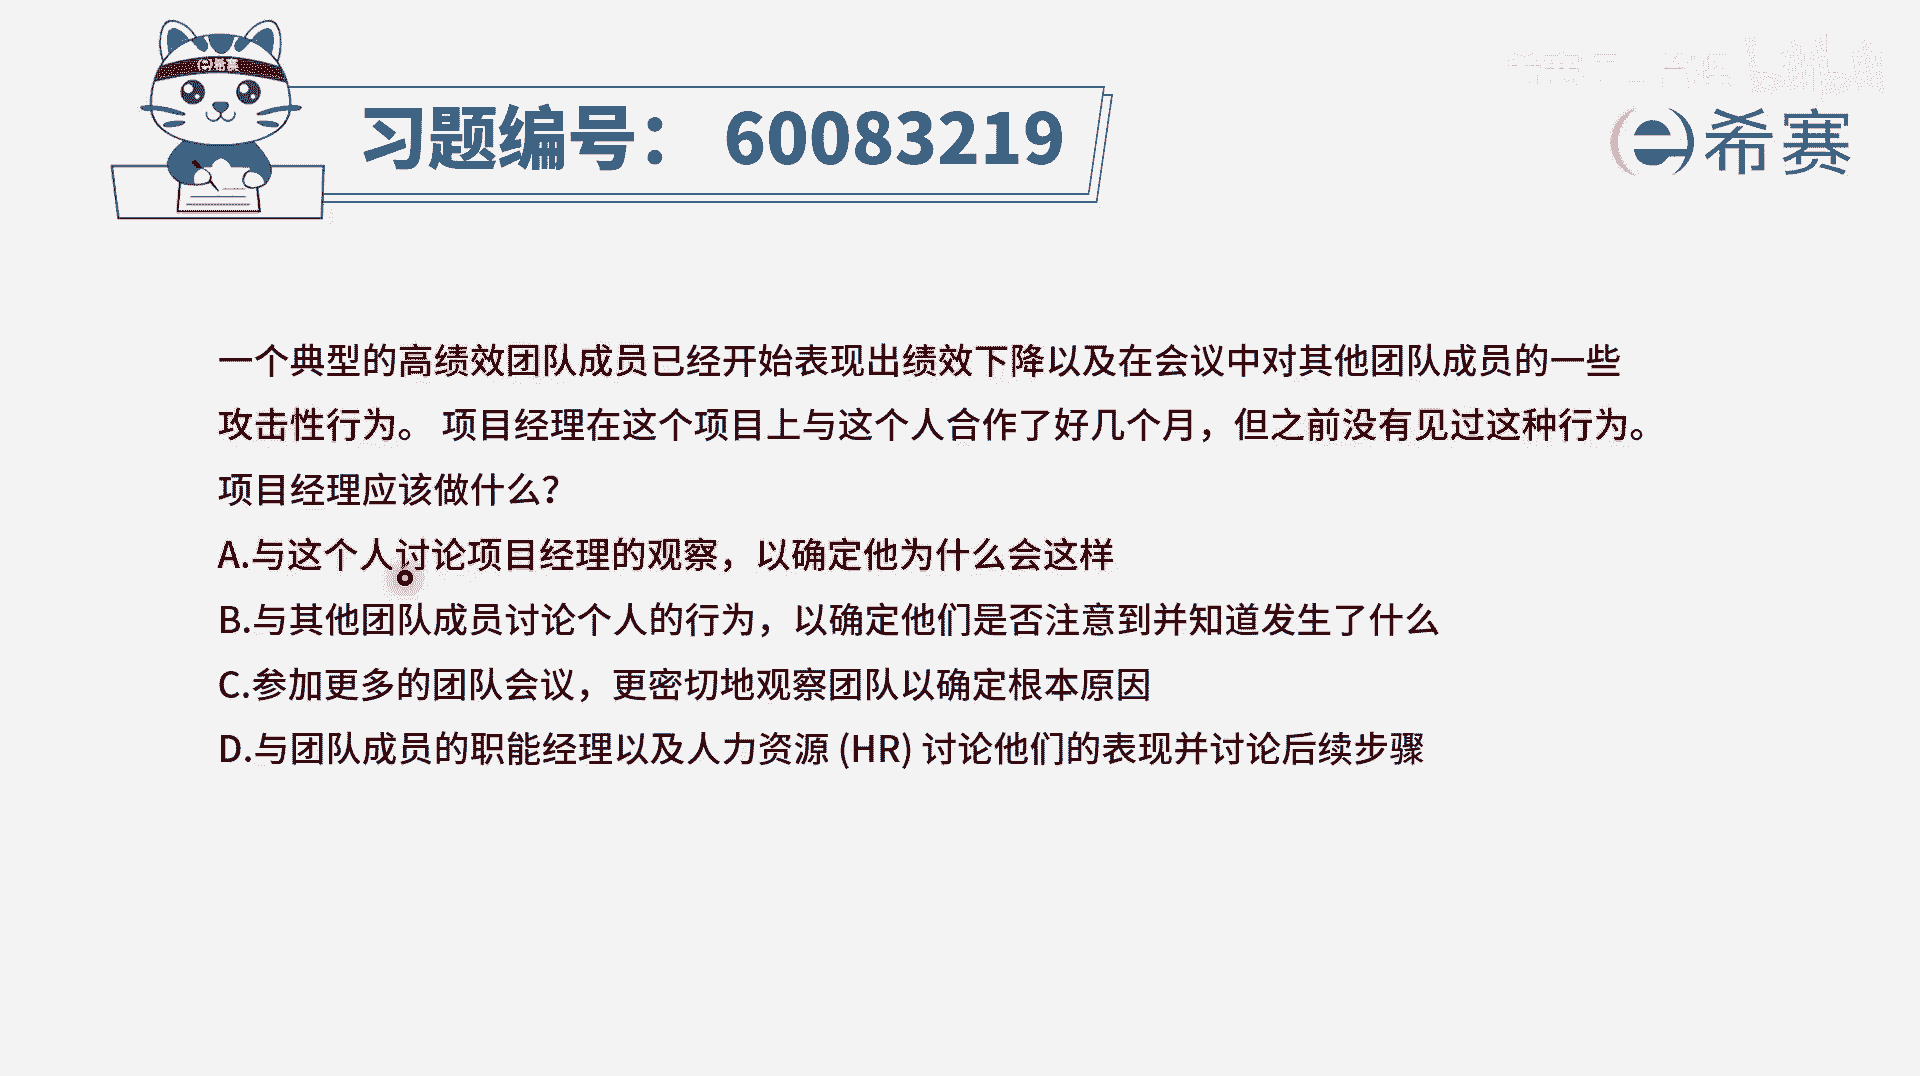 希赛
习题编号： 60083219
希赛
一个典型的高绩效团队成员已经开始表现出绩效下降以及在会议中对其他团队成员的一些
攻击性行为。 项目经理在这个项目上与这个人合作了好几个月，但之前没有见过这种行为。
项目经理应该做什么？
A.与这个人讨论项目经理的观察，以确定他为什么会这样
B.与其他团队成员讨论个人的行为，以确定他们是否注意到并知道发生了什么
C.参加更多的团队会议，更密切地观察团队以确定根本原因
D.与团队成员的职能经理以及人力资源 (HR) 讨论他们的表现并讨论后续步骤